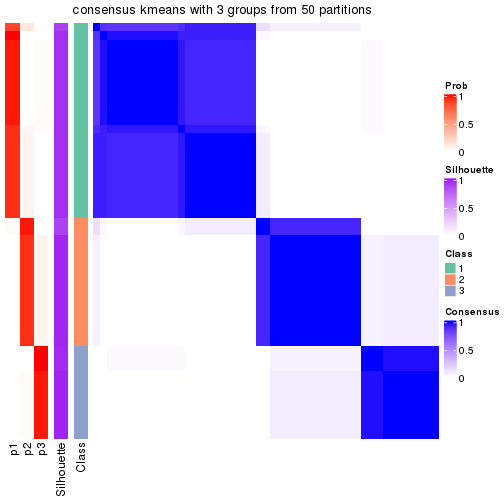 consensus kmeans with 3 groups from 50 partitions
Prob
1
0.5
0
Silhouette
1
0.5
0
Class
1
2
3
Consensus
1
0.5
0
p1
p2
p3
Silhouette
Class